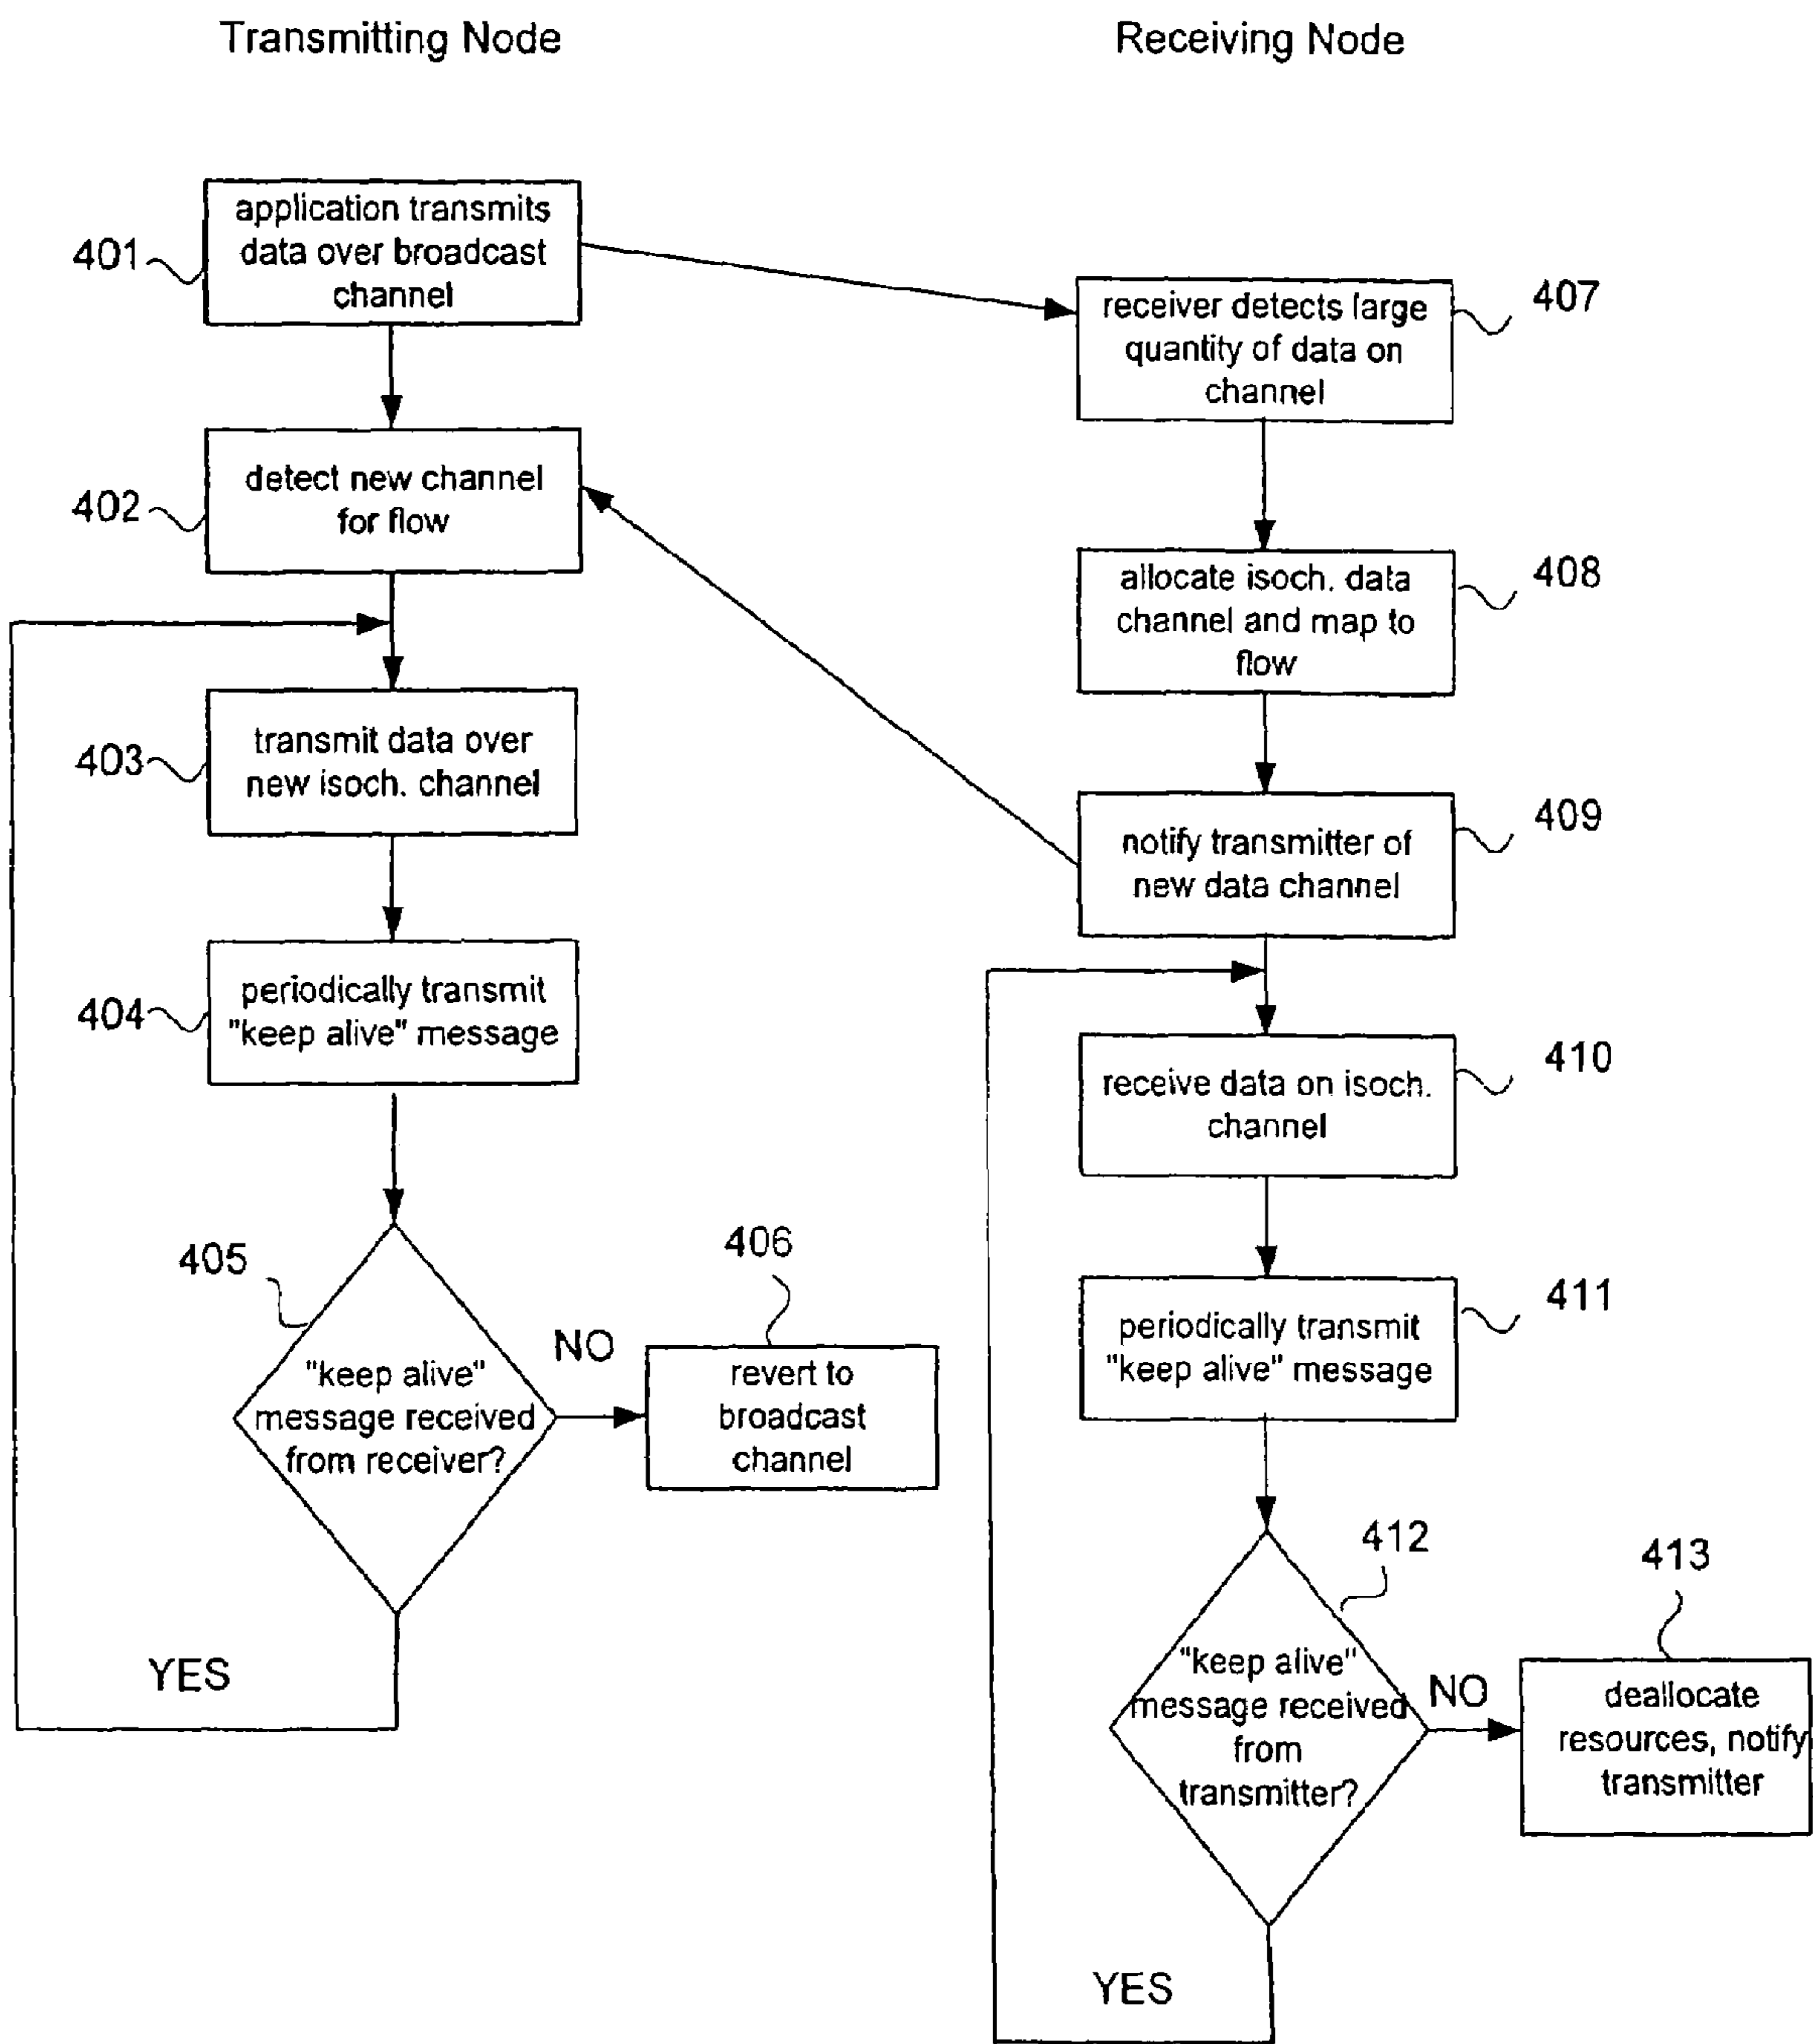 Transmitting Node
Receiving Node
application transmits
data over broadcast
channel
401
detect new channel
for flow
402
transmit data over
new isoch. channel
403
periodically transmit
"keep alive" message
404
405
"keep alive"
message received
from receiver?
NO
YES
406
revert to
broadcast
channel
receiver detects large
quantity of data on
channel
407
allocate isoch. data
channel and map to
flow
408
notify transmitter of
new data channel
409
receive data on isoch.
channel
410
periodically transmit
"keep alive" message
411
412
"keep alive"
message received
from
transmitter?
NO
YES
413
deallocate
resources, notify
transmitter